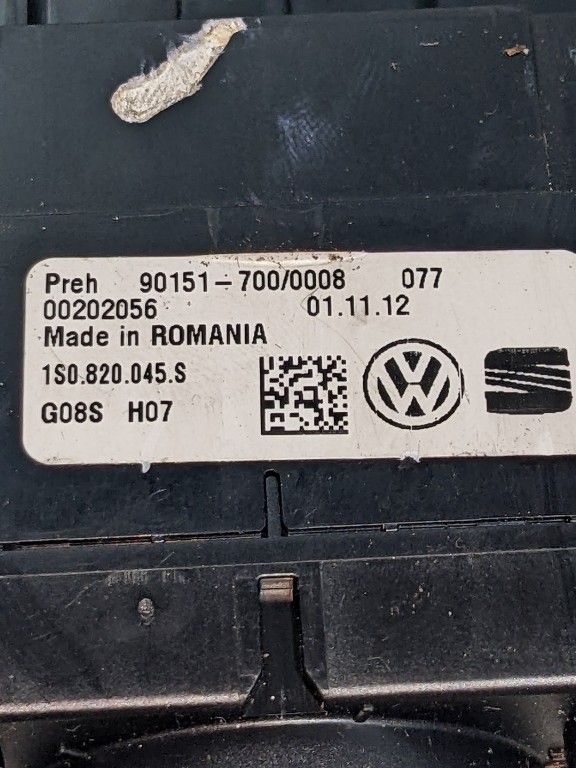 Preh 90151-700/0008 077
00202056 01.11.12
Made in ROMANIA
1S0.820.045.S
G08S H07